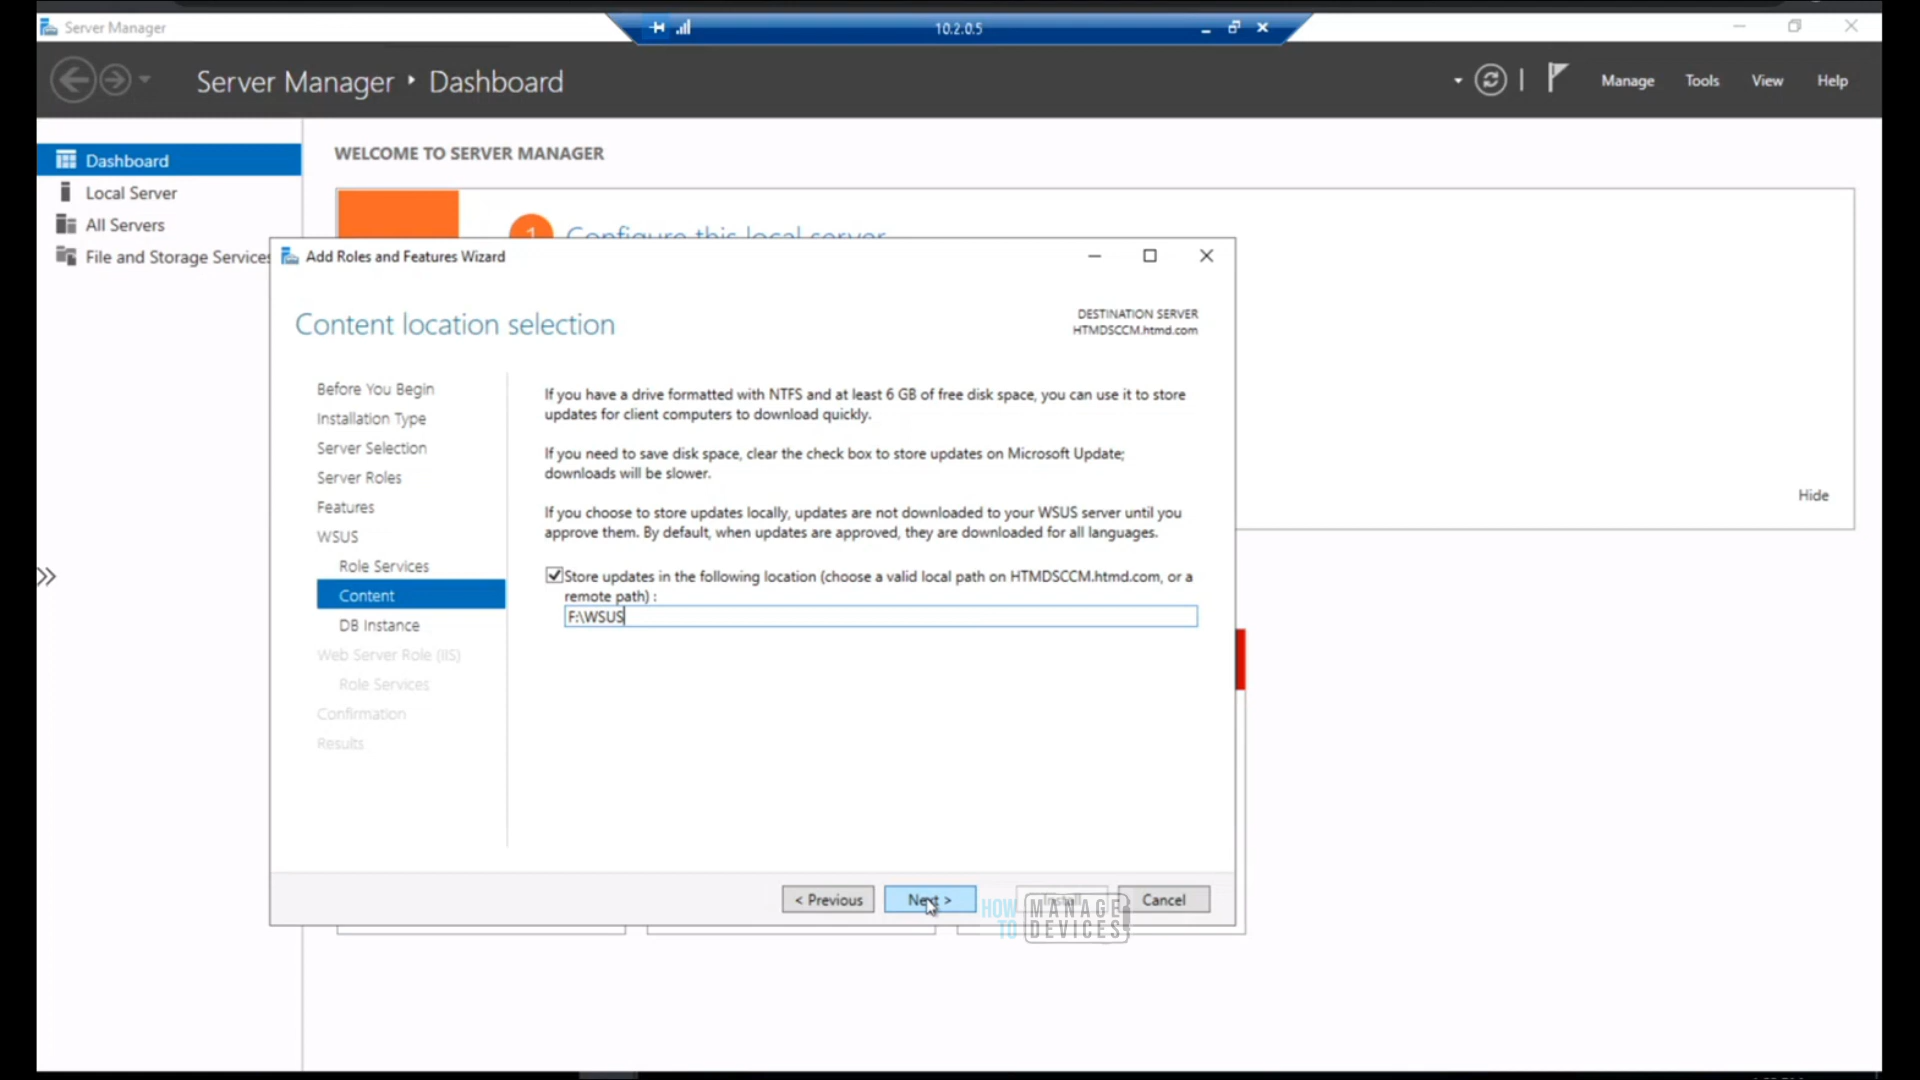 Server Manager
10.2.0.5
Server Manager ‣ Dashboard
Manage
Tools
View
Help
Dashboard
Local Server
All Servers
File and Storage Services
WELCOME TO SERVER MANAGER
1
Configure this local server
Hide
Add Roles and Features Wizard
Content location selection
DESTINATION SERVER
HTMDSCCM.htmd.com
Before You Begin
Installation Type
Server Selection
Server Roles
Features
WSUS
Role Services
Content
DB Instance
Web Server Role (IIS)
Role Services
Confirmation
Results
If you have a drive formatted with NTFS and at least 6 GB of free disk space, you can use it to store
updates for client computers to download quickly.
If you need to save disk space, clear the check box to store updates on Microsoft Update;
downloads will be slower.
If you choose to store updates locally, updates are not downloaded to your WSUS server until you
approve them. By default, when updates are approved, they are downloaded for all languages.
Store updates in the following location (choose a valid local path on HTMDSCCM.htmd.com, or a
remote path) :
F:\WSUS
< Previous
Next >
Install
Cancel
HOW TO
MANAGE
DEVICES